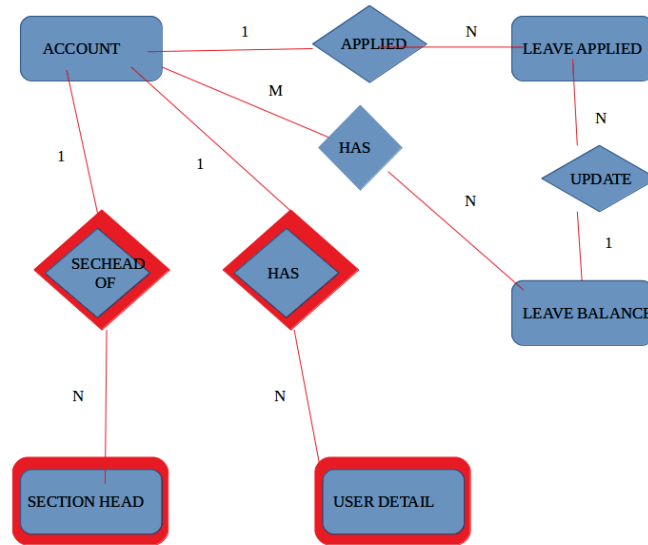 ACCOUNT
1
APPLIED
N
LEAVE APPLIED
M
N
1
1
HAS
N
UPDATE
1
SECHEAD
OF
HAS
LEAVE BALANCE
N
N
SECTION HEAD
USER DETAIL